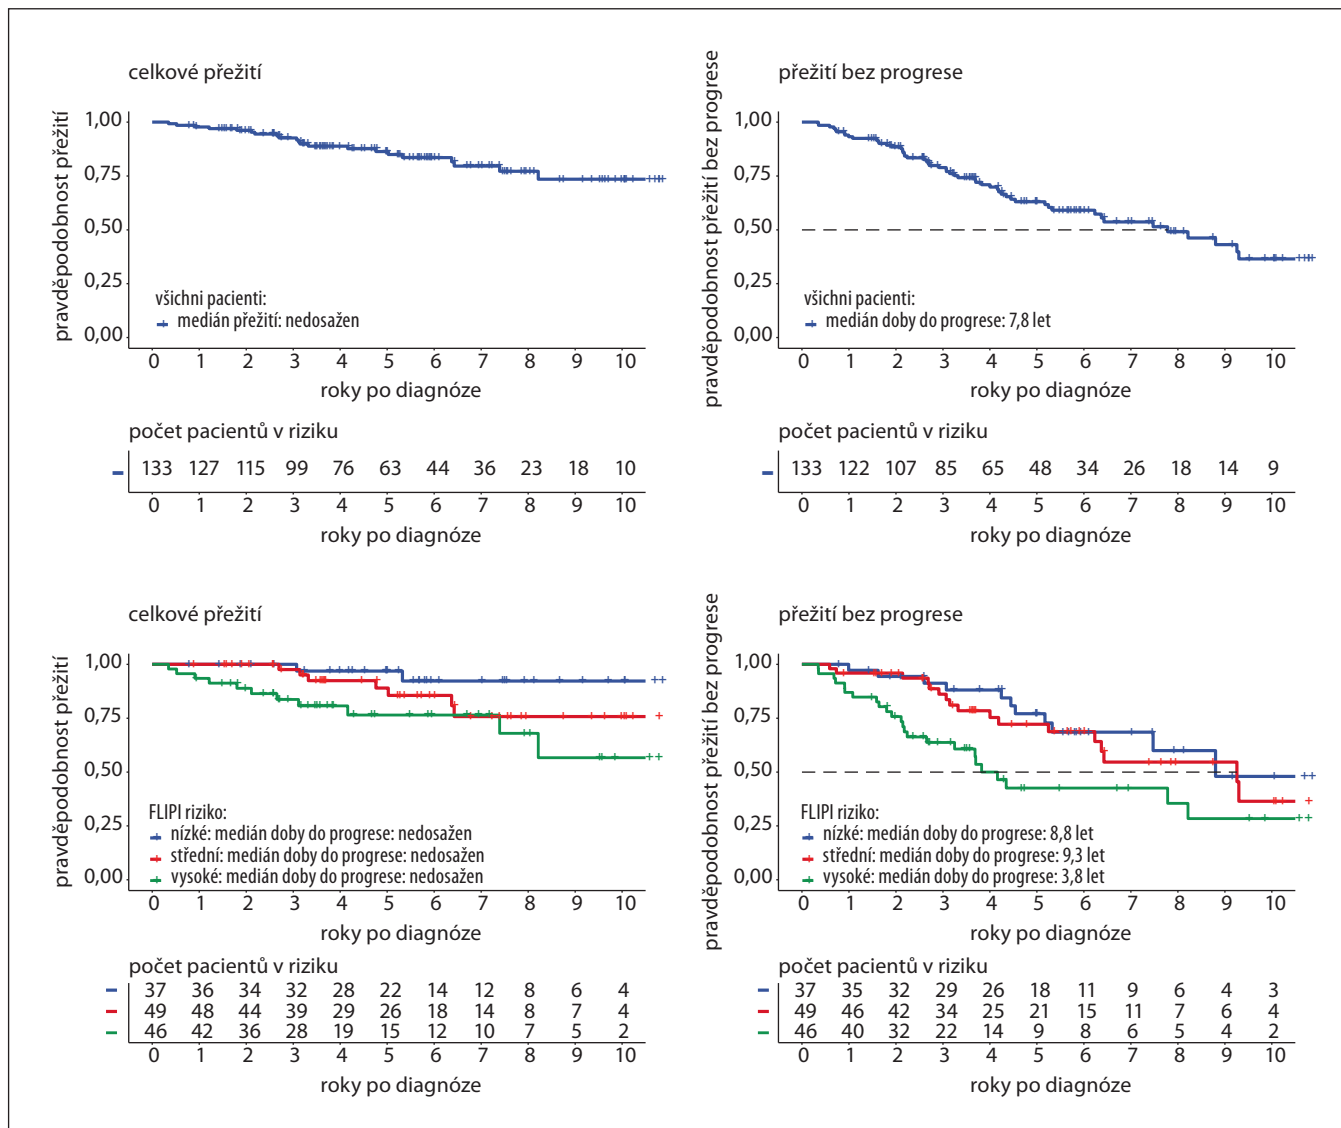 celkové přežití
pravděpodobnost přežití
1,00
0,75
0,50
0,25
0,00
všichni pacienti:
medián přežití: nedosažen
0 1 2 3 4 5 6 7 8 9 10
roky po diagnóze
počet pacientů v riziku
133 127 115 99 76 63 44 36 23 18 10
0 1 2 3 4 5 6 7 8 9 10
roky po diagnóze
přežití bez progrese
pravděpodobnost přežití bez progrese
1,00
0,75
0,50
0,25
0,00
všichni pacienti:
medián doby do progrese: 7,8 let
0 1 2 3 4 5 6 7 8 9 10
roky po diagnóze
počet pacientů v riziku
133 122 107 85 65 48 34 26 18 14 9
0 1 2 3 4 5 6 7 8 9 10
roky po diagnóze
celkové přežití
pravděpodobnost přežití
1,00
0,75
0,50
0,25
0,00
FLIPI riziko:
nízké: medián doby do progrese: nedosažen
střední: medián doby do progrese: nedosažen
vysoké: medián doby do progrese: nedosažen
0 1 2 3 4 5 6 7 8 9 10
roky po diagnóze
počet pacientů v riziku
37 36 34 32 28 22 14 12 8 6 4
49 48 44 39 29 26 18 14 8 7 4
46 42 36 28 19 15 12 10 7 5 2
0 1 2 3 4 5 6 7 8 9 10
roky po diagnóze
přežití bez progrese
pravděpodobnost přežití bez progrese
1,00
0,75
0,50
0,25
0,00
FLIPI riziko:
nízké: medián doby do progrese: 8,8 let
střední: medián doby do progrese: 9,3 let
vysoké: medián doby do progrese: 3,8 let
0 1 2 3 4 5 6 7 8 9 10
roky po diagnóze
počet pacientů v riziku
37 35 32 29 26 18 11 9 6 4 3
49 46 42 34 25 21 15 11 7 6 4
46 40 32 22 14 9 8 6 5 4 2
0 1 2 3 4 5 6 7 8 9 10
roky po diagnóze